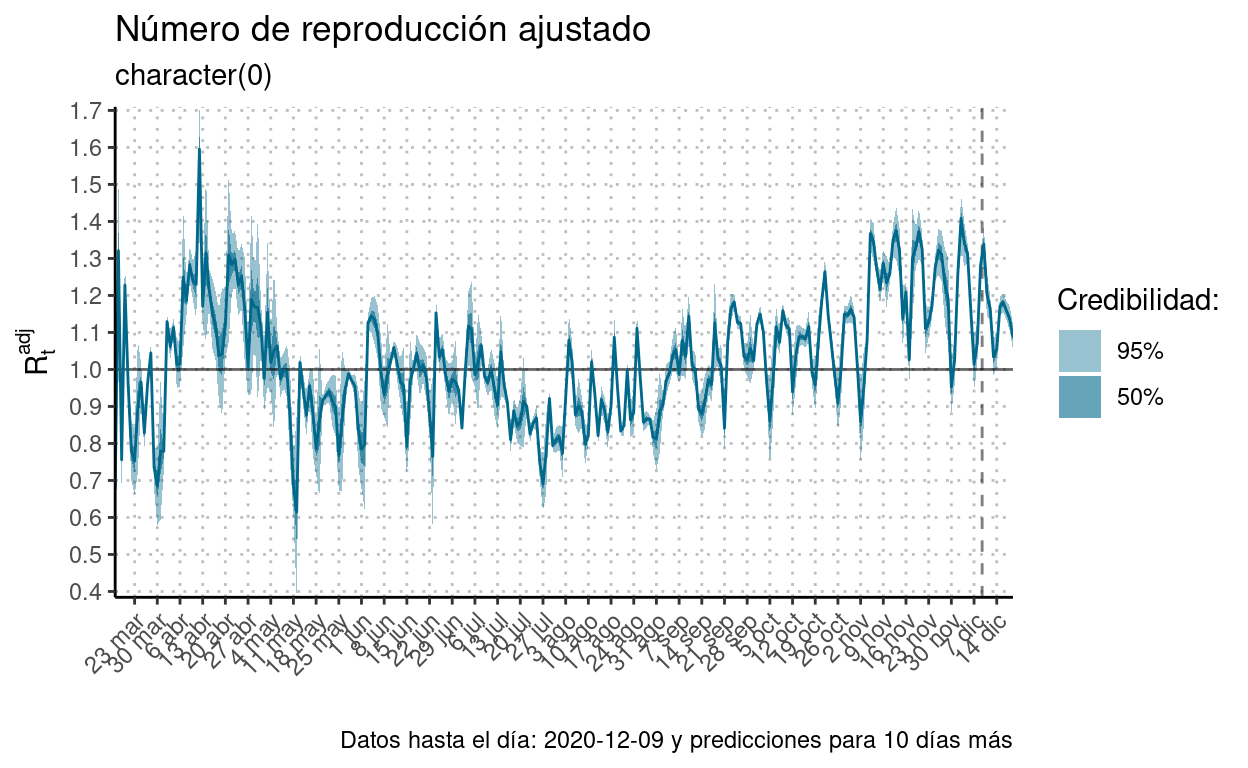 Número de reproducción ajustado
character(0)
1.7
1.6
1.5
1.4
1.3
1.2
1.1
1.0
0.9
0.8
0.7
0.6
0.5
0.4
R_t^adj
23 mar
30 mar
6 abr
13 abr
20 abr
27 abr
4 may
11 may
18 may
25 may
1 jun
8 jun
15 jun
22 jun
29 jun
6 jul
13 jul
20 jul
27 jul
3 ago
10 ago
17 ago
24 ago
31 ago
7 sep
14 sep
21 sep
28 sep
5 oct
12 oct
19 oct
26 oct
2 nov
9 nov
16 nov
23 nov
30 nov
7 dic
14 dic
Credibilidad:
95%
50%
Datos hasta el día: 2020-12-09 y predicciones para 10 días más